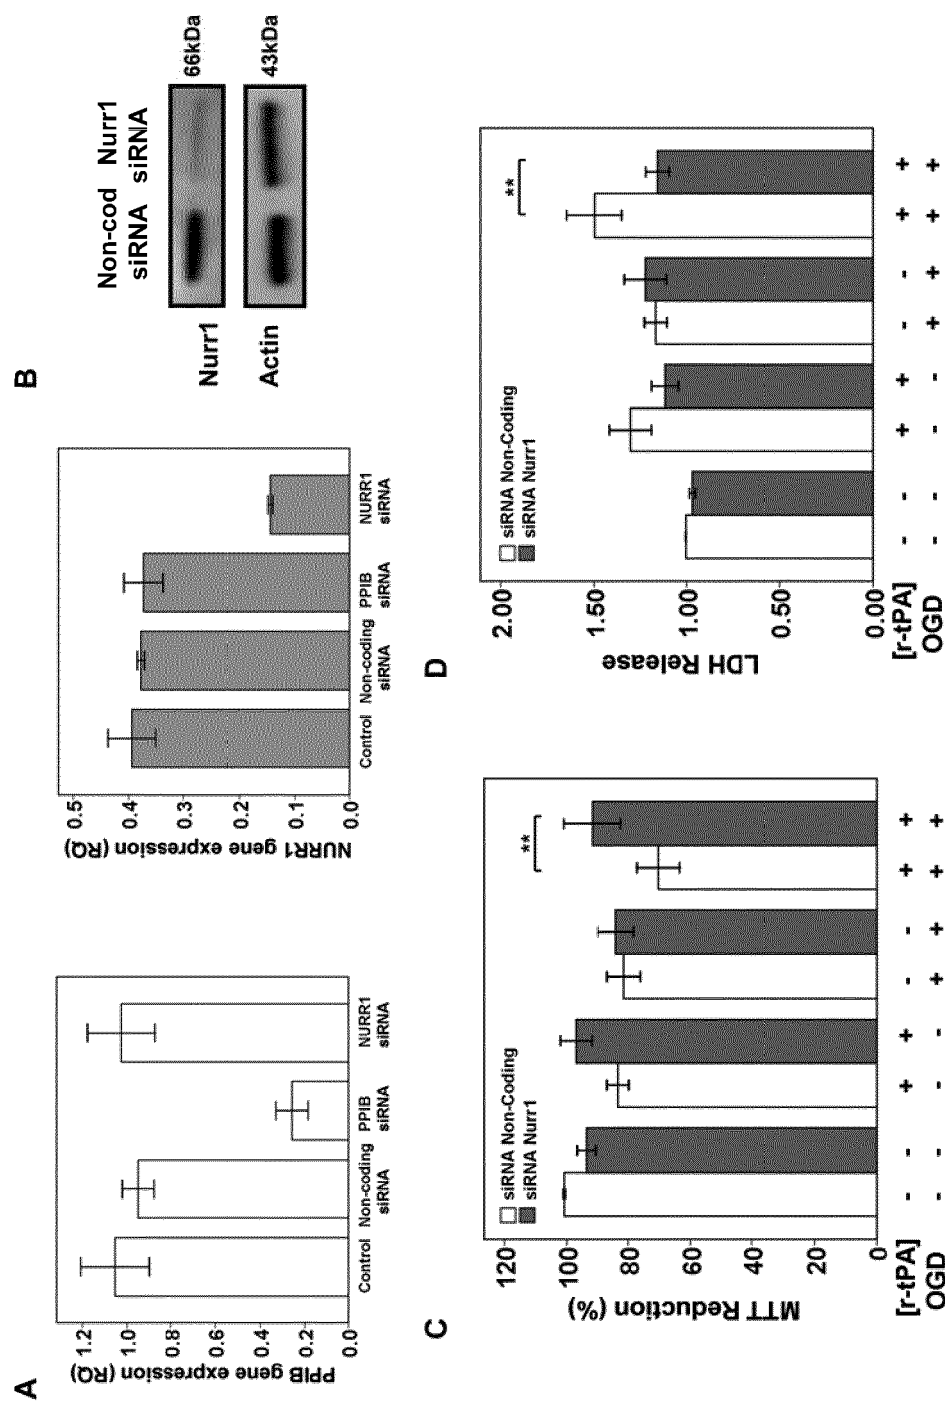 A
PPIB gene expression (RQ)
1.2
1.0
0.8
0.6
0.4
0.2
0.0
Control
Non-coding
siRNA
PPIB
siRNA
NURR1
siRNA
NURR1 gene expression (RQ)
0.5
0.4
0.3
0.2
0.1
0.0
Control
Non-coding
siRNA
PPIB
siRNA
NURR1
siRNA
B
Non-cod Nurr1
siRNA siRNA
Nurr1
66kDa
Actin
43kDa
C
MTT Reduction (%)
120
100
80
60
40
20
0
siRNA Non-Coding
siRNA Nurr1
**
[r-tPA] - - + + - - + +
OGD - - - - + + + +
D
LDH Release
2.00
1.50
1.00
0.50
0.00
siRNA Non-Coding
siRNA Nurr1
**
[r-tPA] - - + + - - + +
OGD - - - - + + + +